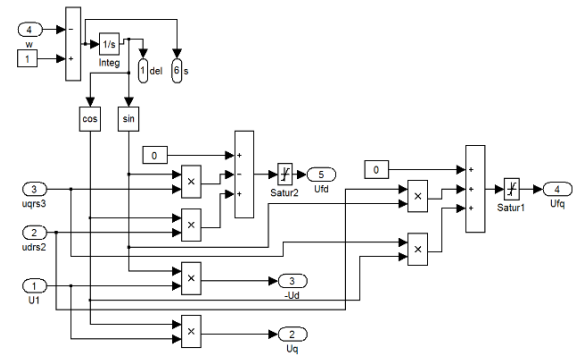 4
−
w
1
+
1/s
Integ
1
del
6
s
cos
sin
0
+
−
+
×
Satur2
5
Ufd
0
+
+
+
×
Satur1
4
Ufq
3
uqrs3
×
2
udrs2
×
1
U1
×
3
-Ud
×
2
Uq